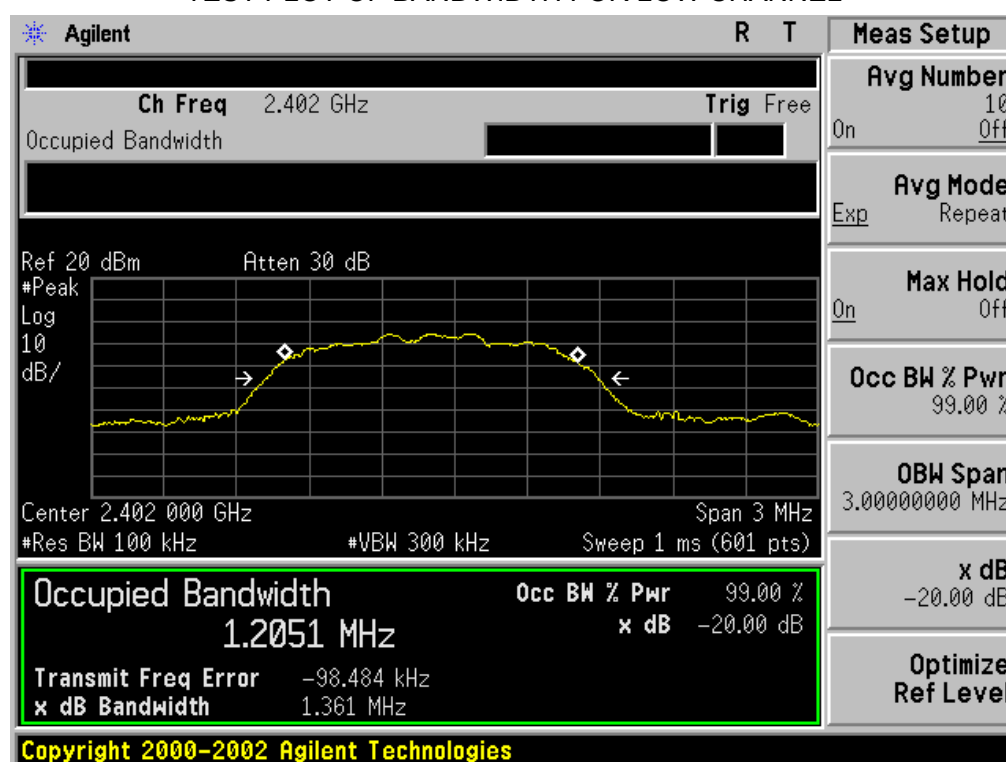 Agilent R T
Ch Freq 2.402 GHz Trig Free
Occupied Bandwidth
Ref 20 dBm Atten 30 dB
#Peak
Log
10
dB/
Center 2.402 000 GHz Span 3 MHz
#Res BW 100 kHz #VBW 300 kHz Sweep 1 ms (601 pts)
Occupied Bandwidth Occ BW % Pwr 99.00 %
1.2051 MHz x dB -20.00 dB
Transmit Freq Error -98.484 kHz
x dB Bandwidth 1.361 MHz
Copyright 2000-2002 Agilent Technologies
Meas Setup
Avg Number
10
On Off
Avg Mode
Exp Repeat
Max Hold
On Off
Occ BW % Pwr
99.00 %
OBW Span
3.00000000 MHz
x dB
-20.00 dB
Optimize
Ref Level